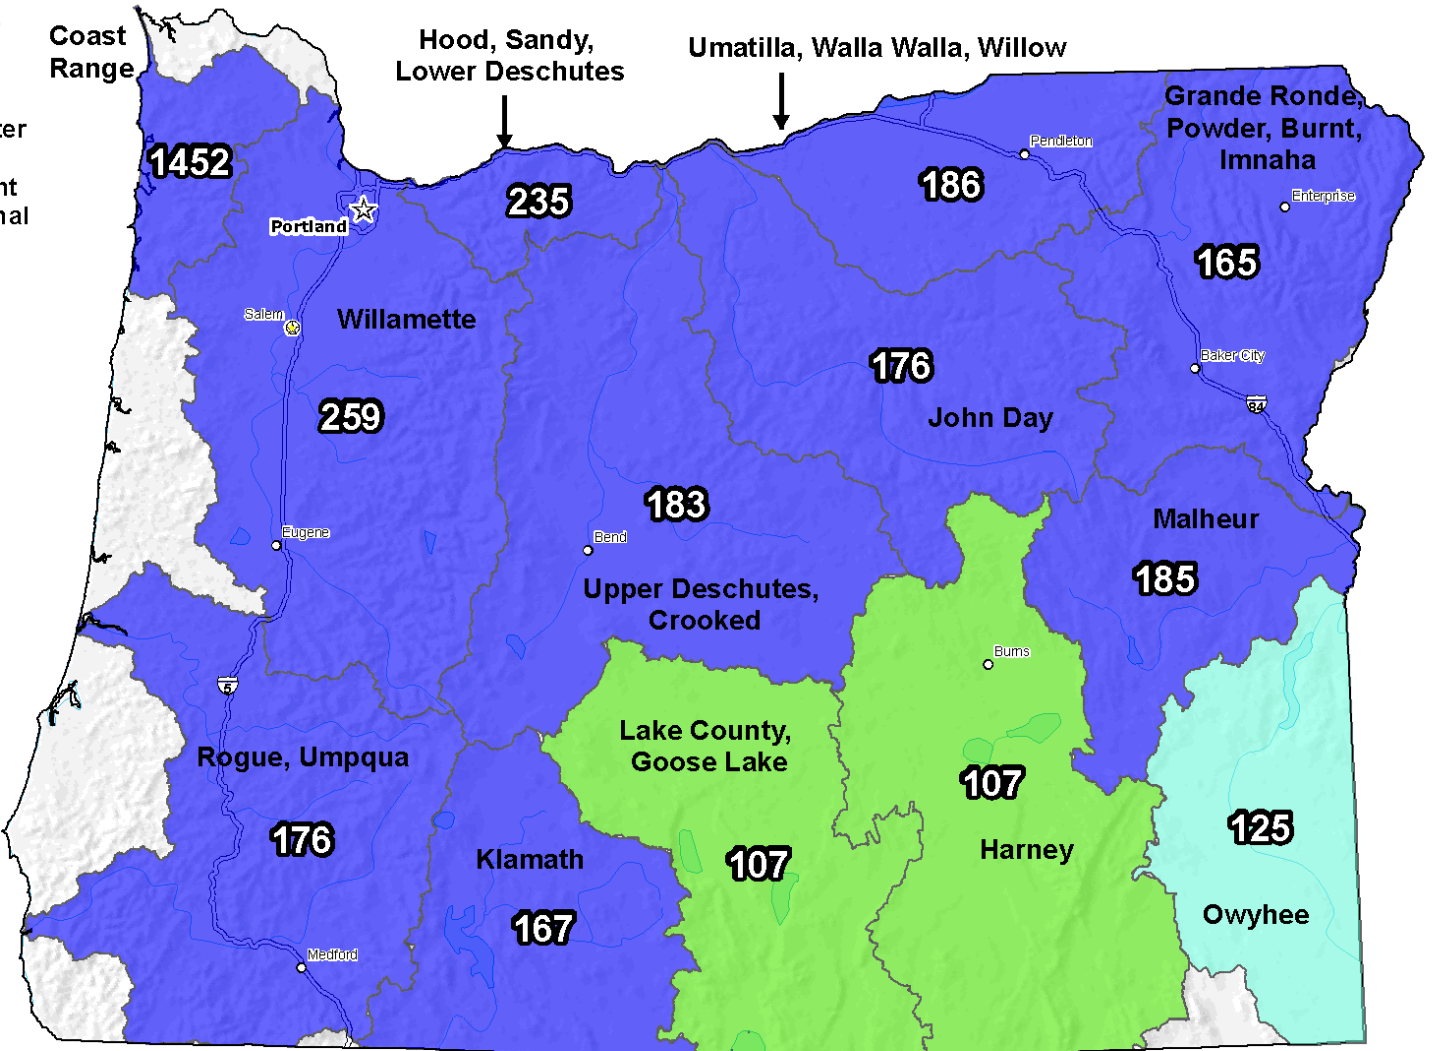 Coast
Range
Hood, Sandy,
Lower Deschutes
Umatilla, Walla Walla, Willow
Grande Ronde,
Powder, Burnt,
Imnaha
1452
235
186
Pendleton
Enterprise
Portland
165
Salem
Willamette
176
Baker City
84
259
John Day
183
Malheur
Eugene
Bend
185
Upper Deschutes,
Crooked
Burns
5
Lake County,
Goose Lake
Rogue, Umpqua
107
125
176
Klamath
107
Harney
167
Owyhee
Medford